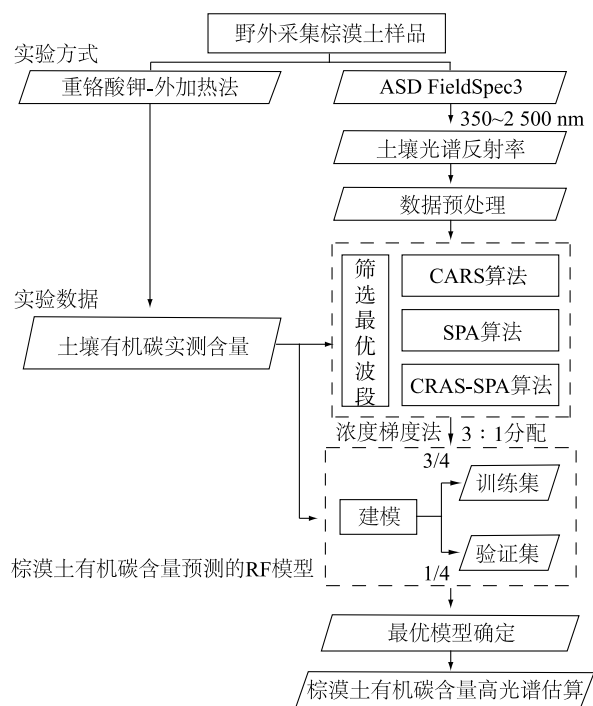 野外采集棕漠土样品
实验方式
重铬酸钾-外加热法
ASD FieldSpec3
350~2 500 nm
土壤光谱反射率
数据预处理
筛选最优波段
CARS算法
SPA算法
CRAS-SPA算法
实验数据
土壤有机碳实测含量
浓度梯度法
3：1分配
3/4
训练集
建模
验证集
1/4
棕漠土有机碳含量预测的RF模型
最优模型确定
棕漠土有机碳含量高光谱估算